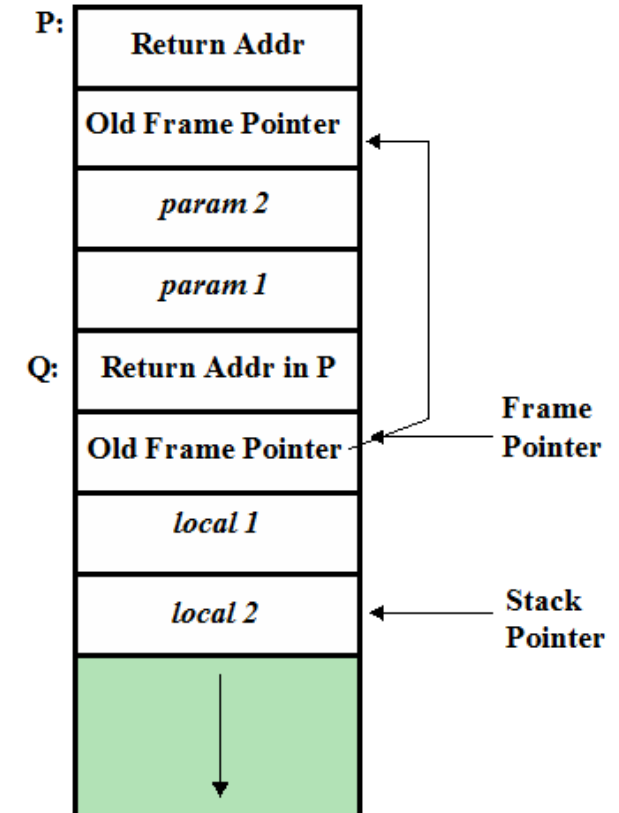 P:
Return Addr
Old Frame Pointer
param 2
param 1
Q:
Return Addr in P
Old Frame Pointer
Frame
Pointer
local 1
local 2
Stack
Pointer